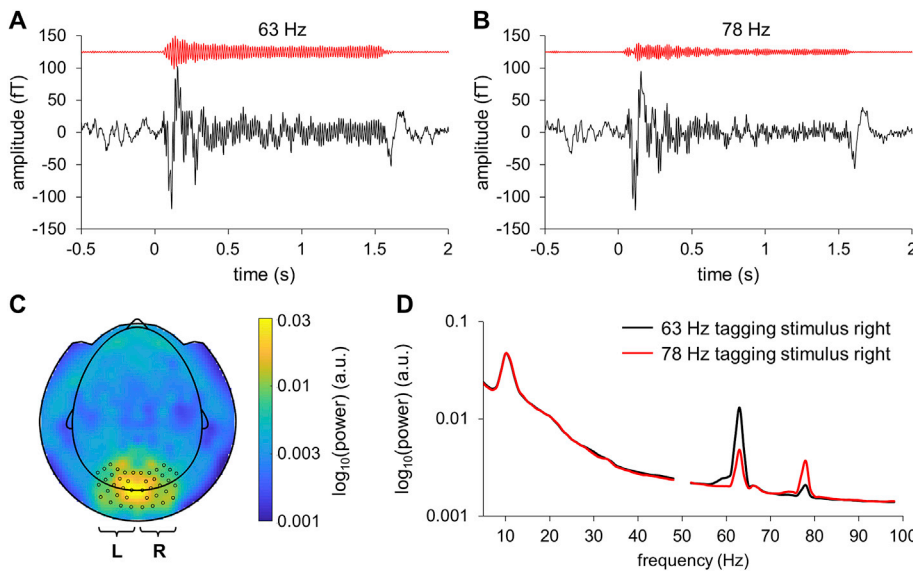 A
63 Hz
150
100
50
0
-50
-100
-150
amplitude (fT)
-0.5
0
0.5
1
1.5
2
time (s)
B
78 Hz
150
100
50
0
-50
-100
-150
amplitude (fT)
-0.5
0
0.5
1
1.5
2
time (s)
C
0.03
0.01
0.003
0.001
log10(power) (a.u.)
L
R
D
63 Hz tagging stimulus right
78 Hz tagging stimulus right
0.1
0.01
0.001
log10(power) (a.u.)
10
20
30
40
50
60
70
80
90
100
frequency (Hz)